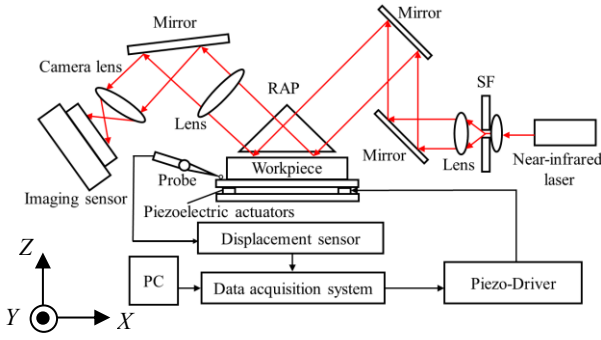 Mirror
Mirror
Camera lens
RAP
SF
Lens
Mirror
Lens
Near-infrared
laser
Imaging sensor
Probe
Workpiece
Piezoelectric actuators
Displacement sensor
PC
Data acquisition system
Piezo-Driver
Z
Y
X